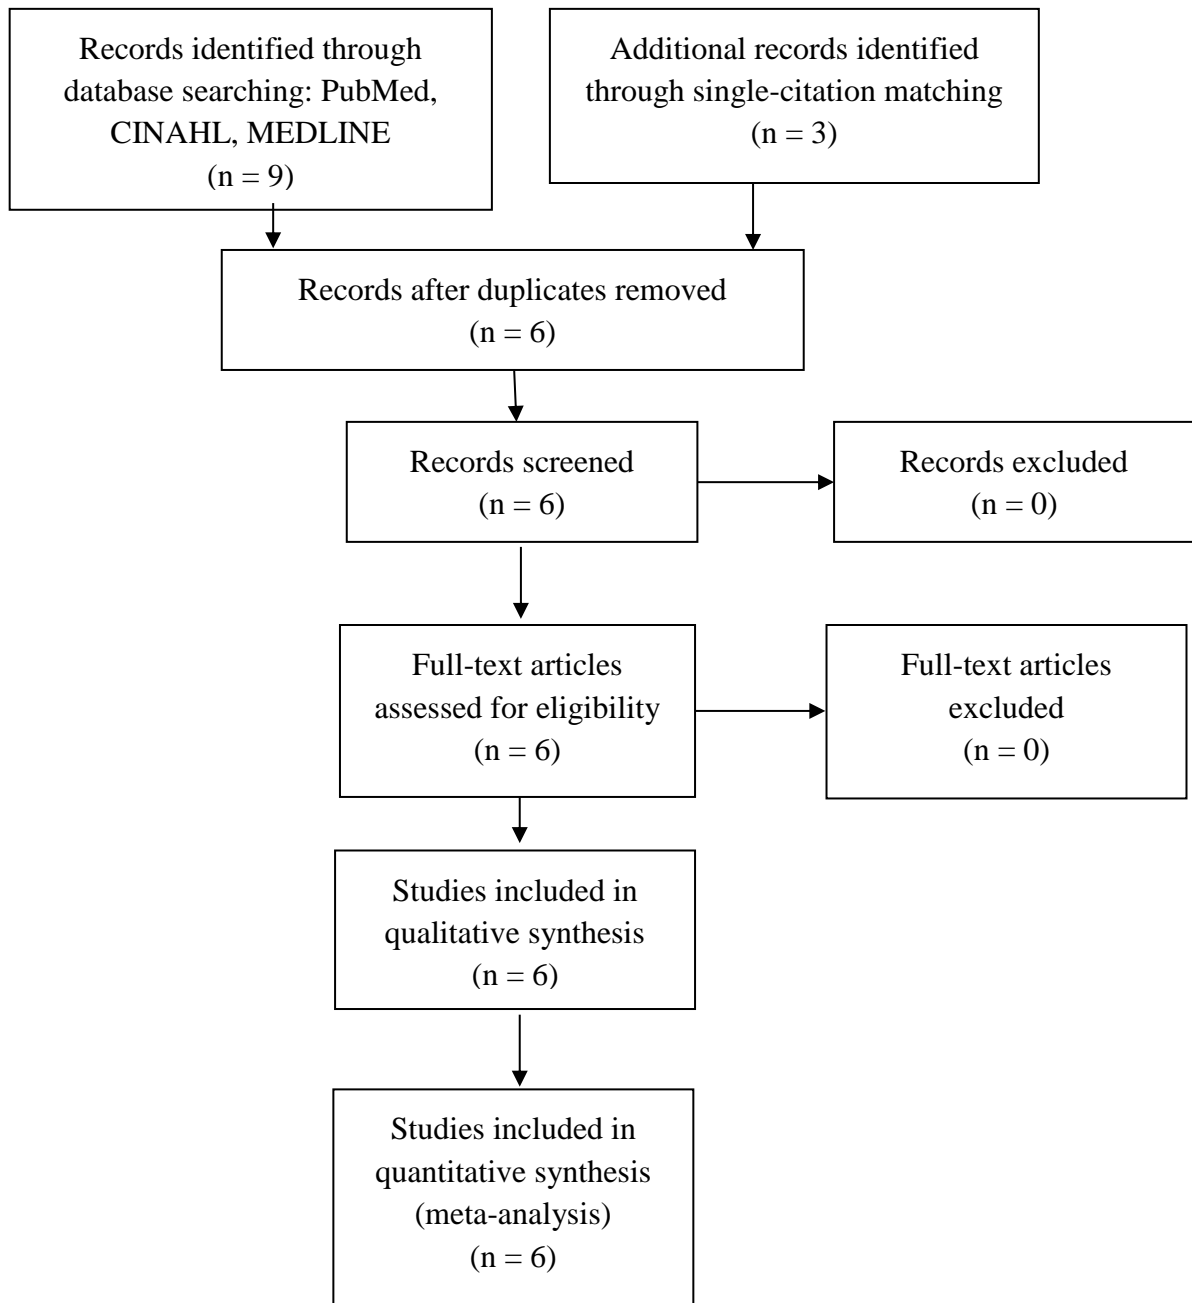 Records identified through
database searching: PubMed,
CINAHL, MEDLINE
(n = 9)
Additional records identified
through single-citation matching
(n = 3)
Records after duplicates removed
(n = 6)
Records screened
(n = 6)
Records excluded
(n = 0)
Full-text articles
assessed for eligibility
(n = 6)
Full-text articles
excluded
(n = 0)
Studies included in
qualitative synthesis
(n = 6)
Studies included in
quantitative synthesis
(meta-analysis)
(n = 6)